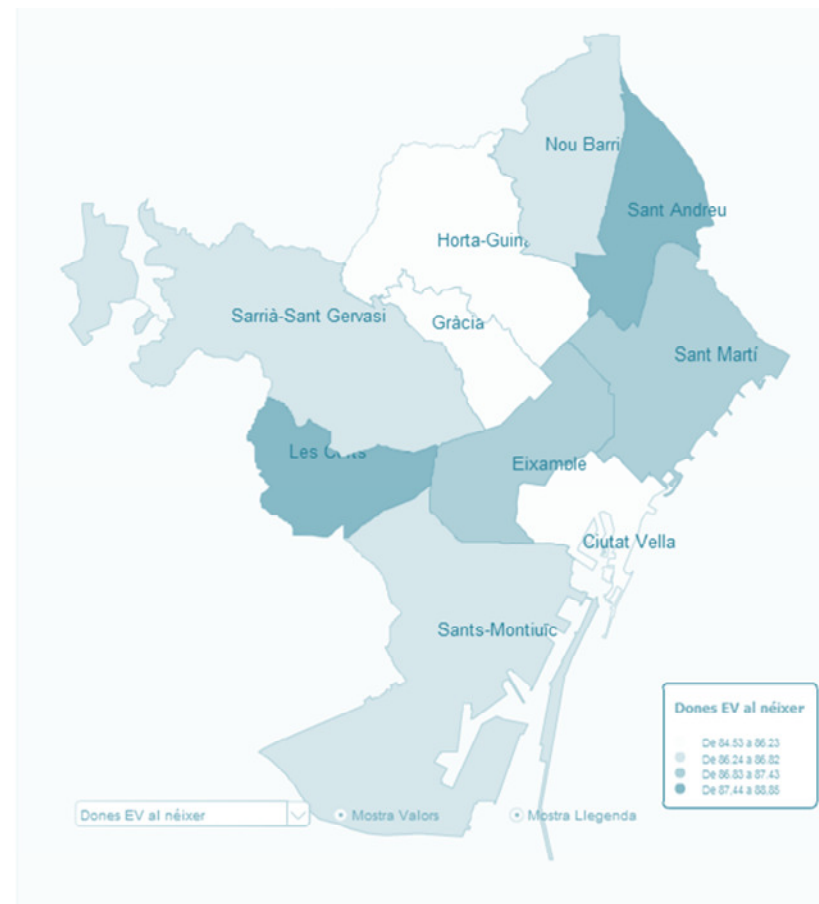 Nou Barri
Sant Andreu
Horta-Guin
Sarrià-Sant Gervasi
Gràcia
Sant Martí
Les Corts
Eixample
Ciutat Vella
Sants-Montjuïc
Dones EV al néixer
De 84.53 a 86.23
De 86.24 a 86.82
De 86.83 a 87.43
De 87,44 a 88.85
Dones EV al néixer
Mostra Valors
Mostra Llegenda